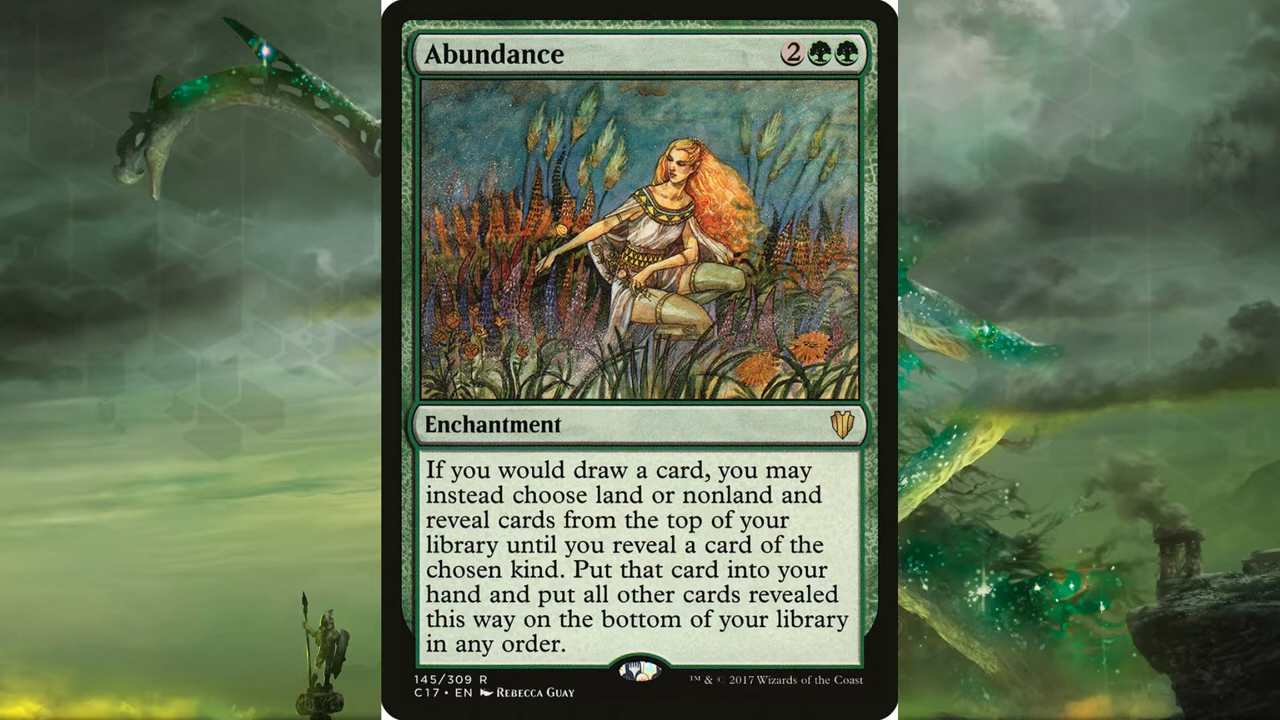 Abundance 2
Enchantment
If you would draw a card, you may
instead choose land or nonland and
reveal cards from the top of your
library until you reveal a card of the
chosen kind. Put that card into your
hand and put all other cards revealed
this way on the bottom of your library
in any order.
145/309 R
C17 • EN Rebecca Guay
™ & © 2017 Wizards of the Coast